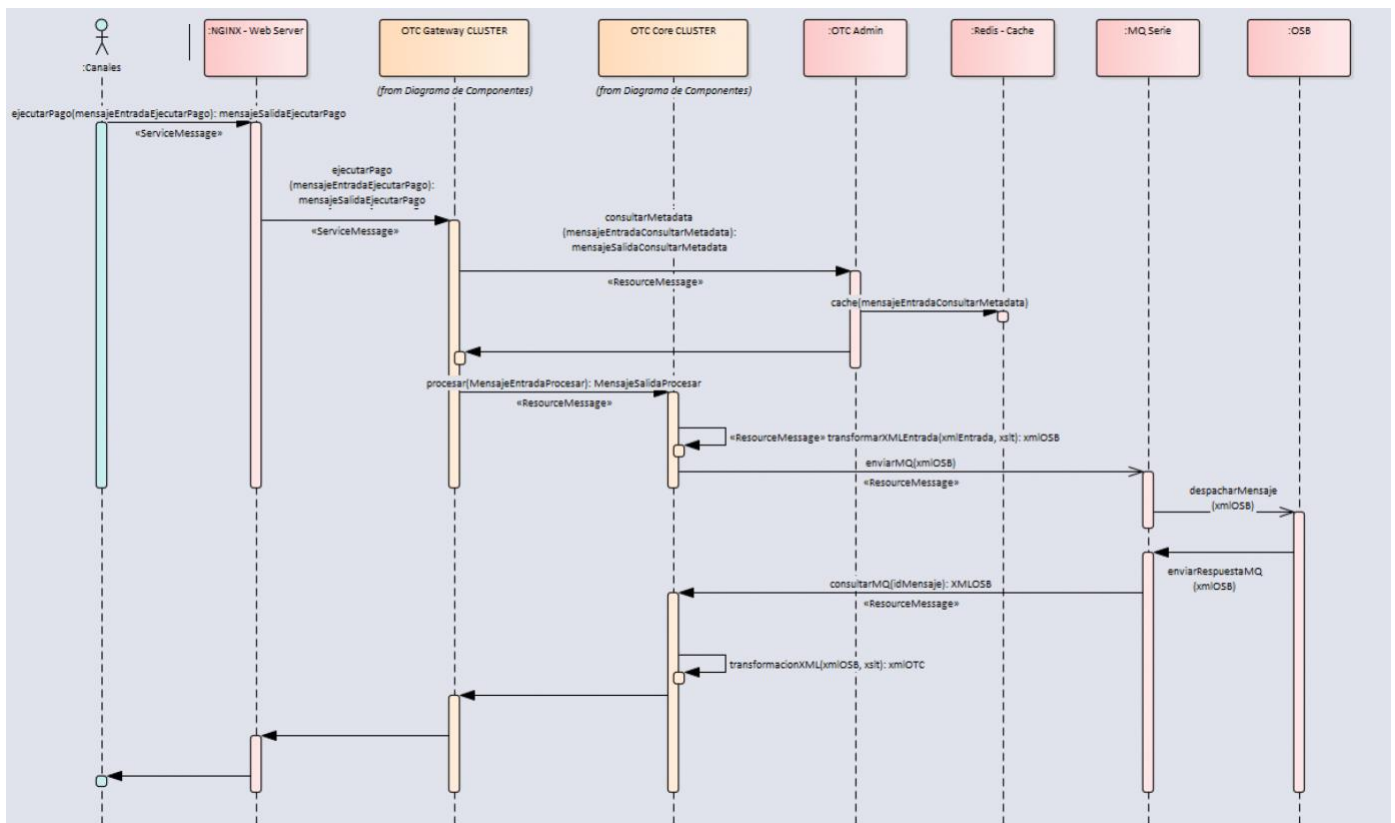 :NGINX - Web Server
OTC Gateway CLUSTER
OTC Core CLUSTER
:OTC Admin
:Redis - Cache
:MQ Serie
:OSB
:Canales
(from Diagrama de Componentes)
(from Diagrama de Componentes)
ejecutarPago(mensajeEntradaEjecutarPago): mensajeSalidaEjecutarPago
«ServiceMessage»
ejecutarPago
(mensajeEntradaEjecutarPago):
mensajeSalidaEjecutarPago
«ServiceMessage»
consultarMetadata
(mensajeEntradaConsultarMetadata):
mensajeSalidaConsultarMetadata
«ResourceMessage»
cache(mensajeEntradaConsultarMetadata)
procesar(MensajeEntradaProcesar): MensajeSalidaProcesar
«ResourceMessage»
«ResourceMessage» transformarXMLEntrada(xmlEntrada, xslt): xmlOSB
enviarMQ(xmlOSB)
«ResourceMessage»
despacharMensaje
(xmlOSB)
enviarRespuestaMQ
(xmlOSB)
consultarMQ(idMensaje): XMLOSB
«ResourceMessage»
transformacionXML(xmlOSB, xslt): xmlOTC